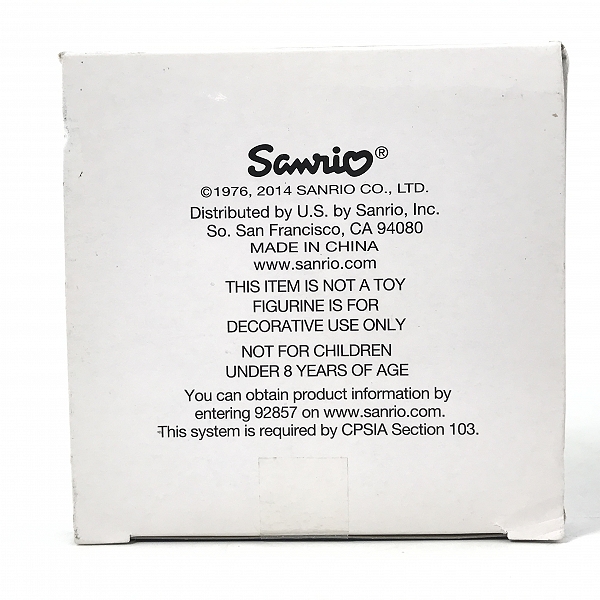 Sanrio®
©1976, 2014 SANRIO CO., LTD.
Distributed by U.S. by Sanrio, Inc.
So. San Francisco, CA 94080
MADE IN CHINA
www.sanrio.com
THIS ITEM IS NOT A TOY
FIGURINE IS FOR
DECORATIVE USE ONLY
NOT FOR CHILDREN
UNDER 8 YEARS OF AGE
You can obtain product information by
entering 92857 on www.sanrio.com.
This system is required by CPSIA Section 103.